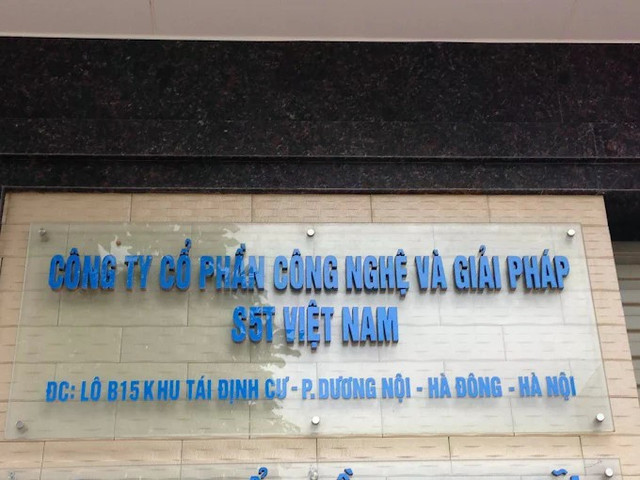 CÔNG TY CỔ PHẦN CÔNG NGHỆ VÀ GIẢI PHÁP
S5T VIỆT NAM
ĐC: LÔ B15 KHU TÁI ĐỊNH CƯ - P. DƯƠNG NỘI - HÀ ĐÔNG - HÀ NỘI